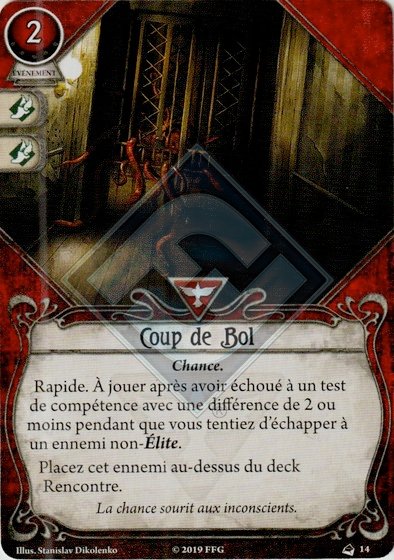 2
ÉVÉNEMENT
Coup de Bol
Chance.
Rapide. À jouer après avoir échoué à un test
de compétence avec une différence de 2 ou
moins pendant que vous tentiez d'échapper à
un ennemi non-Élite.
Placez cet ennemi au-dessus du deck
Rencontre.
La chance sourit aux inconscients.
Illus. Stanislav Dikolenko © 2019 FFG 14